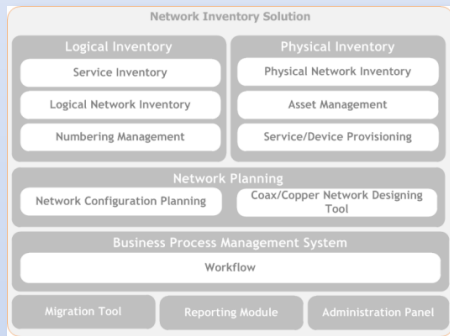 Network Inventory Solution
Logical Inventory
Service Inventory
Logical Network Inventory
Numbering Management
Physical Inventory
Physical Network Inventory
Asset Management
Service/Device Provisioning
Network Planning
Network Configuration Planning
Coax/Copper Network Designing
Tool
Business Process Management System
Workflow
Migration Tool
Reporting Module
Administration Panel